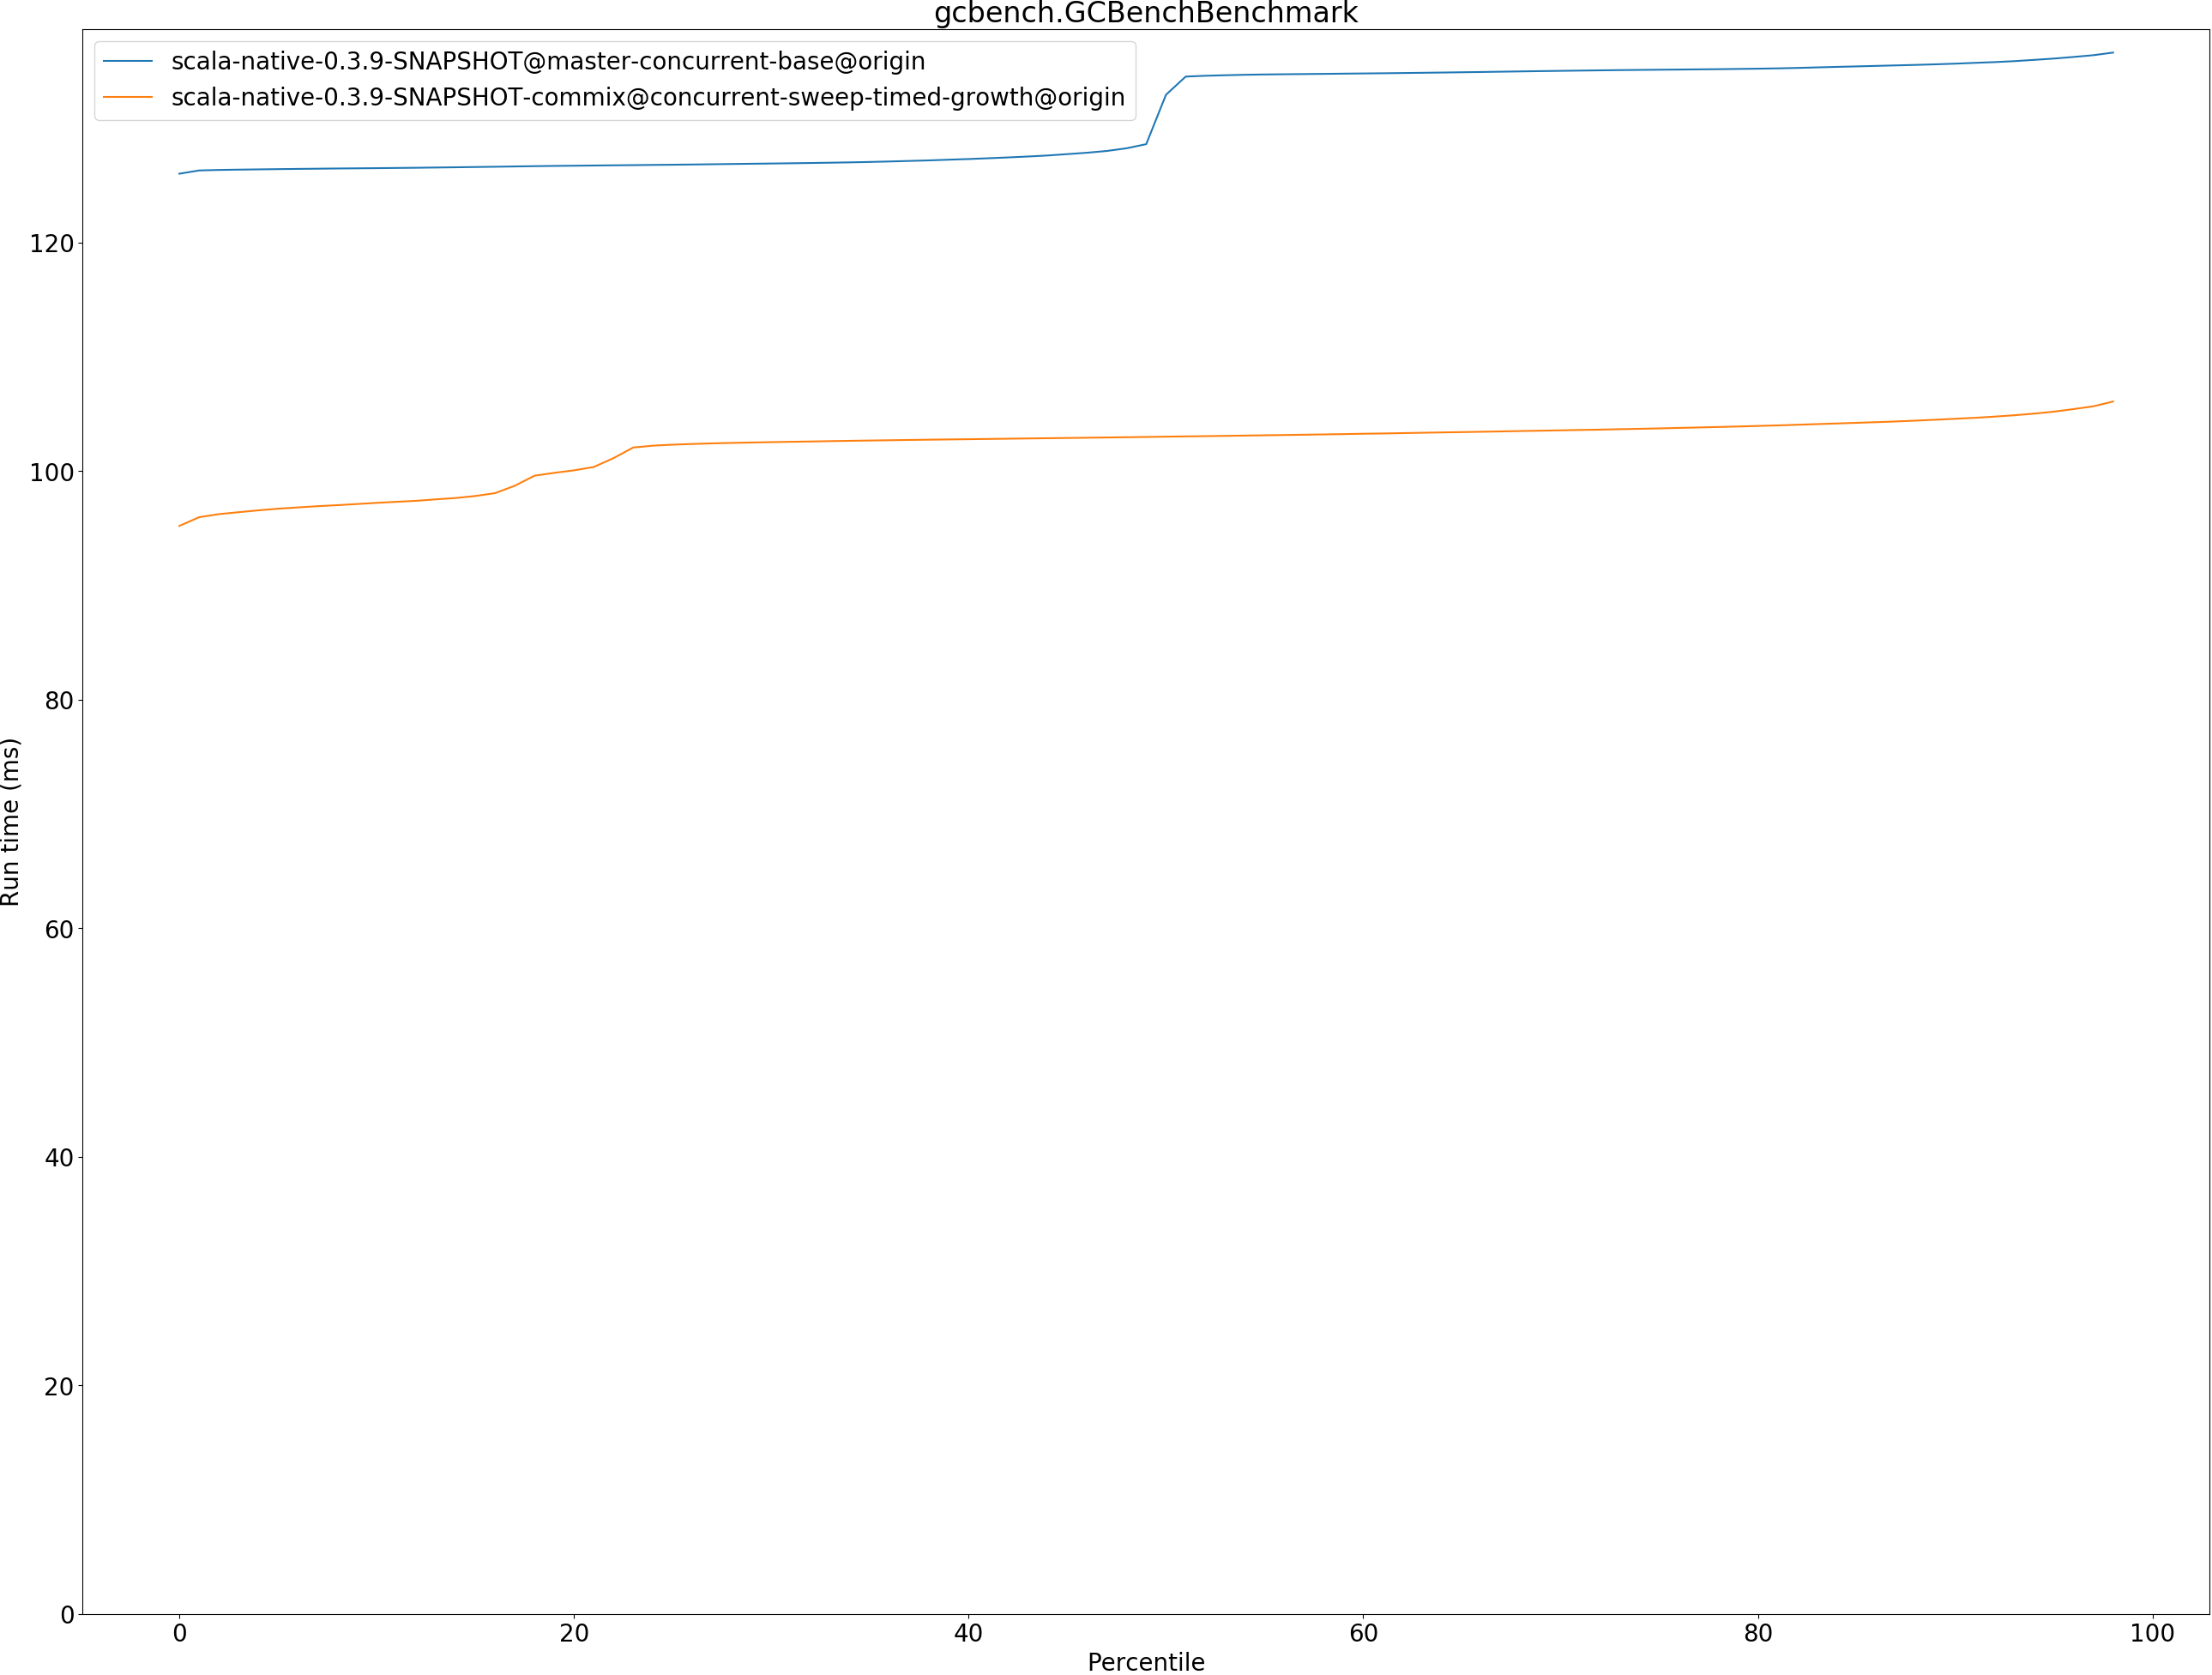 gcbench.GCBenchBenchmark
scala-native-0.3.9-SNAPSHOT@master-concurrent-base@origin
scala-native-0.3.9-SNAPSHOT-commix@concurrent-sweep-timed-growth@origin
120
100
80
60
40
20
0
Run time (ms)
0 20 40 60 80 100
Percentile